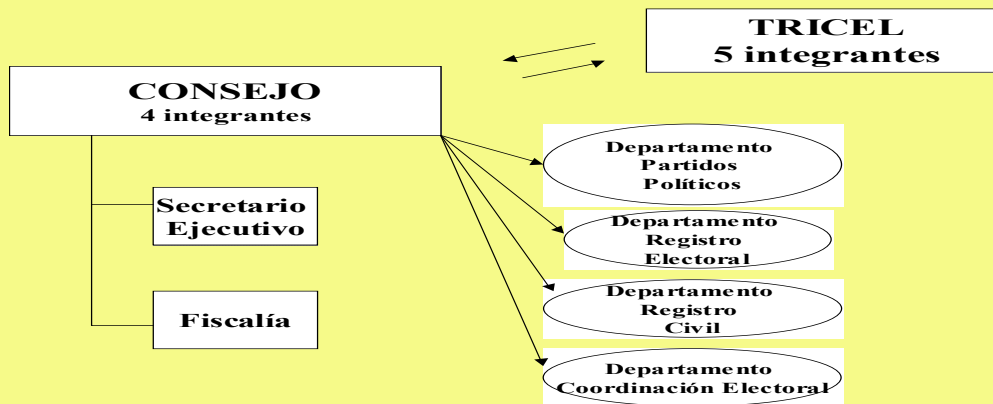 TRICEL
5 integrantes
CONSEJO
4 integrantes
Departamento
Partidos
Políticos
Secretario
Ejecutivo
Departamento
Registro
Electoral
Fiscalía
Departamento
Registro
Civil
Departamento
Coordinación Electoral